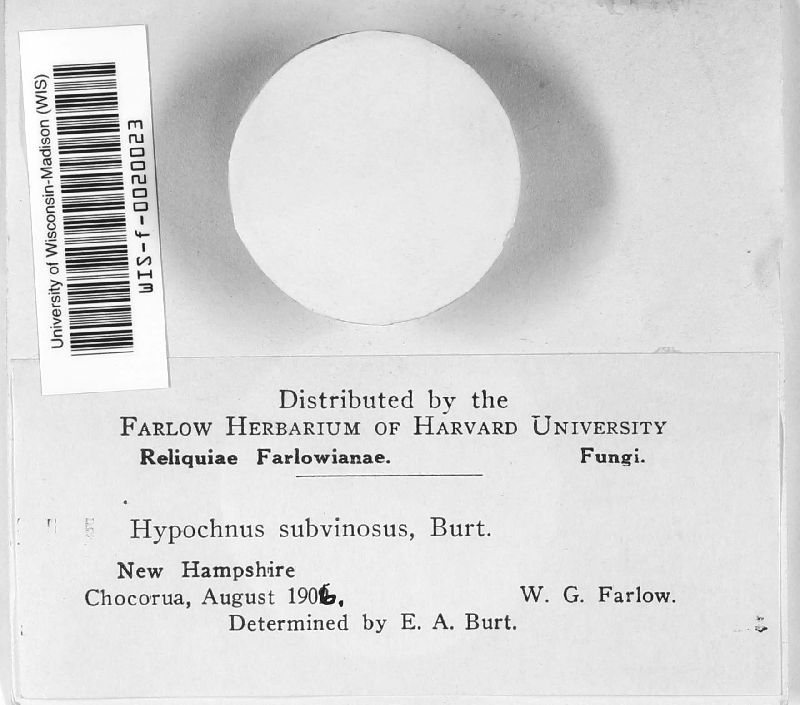 University of Wisconsin-Madison (WIS)
WIS-f-0020023
Distributed by the
FARLOW HERBARIUM OF HARVARD UNIVERSITY
Reliquiae Farlowianae. Fungi.
Hypochnus subvinosus, Burt.
New Hampshire
Chocorua, August 1906. W. G. Farlow.
Determined by E. A. Burt.